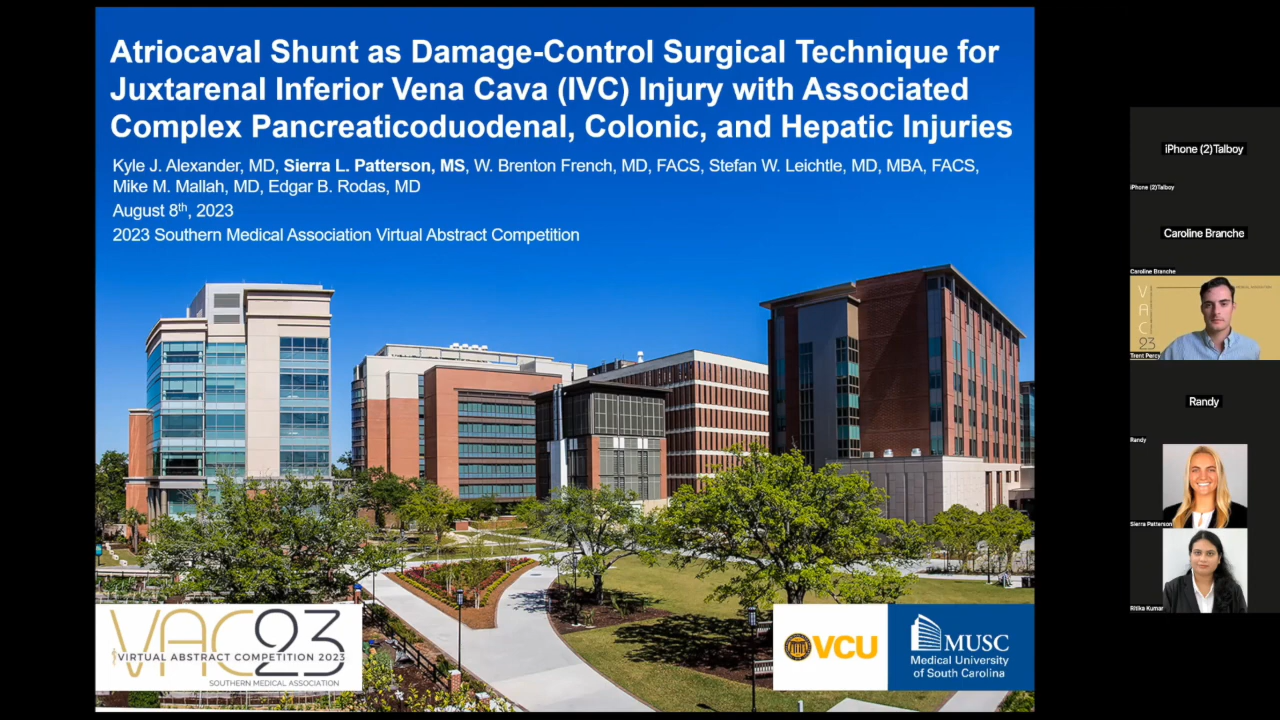 Atriocaval Shunt as Damage-Control Surgical Technique for
Juxtarenal Inferior Vena Cava (IVC) Injury with Associated
Complex Pancreaticoduodenal, Colonic, and Hepatic Injuries
Kyle J. Alexander, MD, Sierra L. Patterson, MS, W. Brenton French, MD, FACS, Stefan W. Leichtle, MD, MBA, FACS,
Mike M. Mallah, MD, Edgar B. Rodas, MD
August 8th, 2023
2023 Southern Medical Association Virtual Abstract Competition
VAC23
VIRTUAL ABSTRACT COMPETITION 2023
SOUTHERN MEDICAL ASSOCIATION
VCU
MUSC
Medical University
of South Carolina
1
iPhone (2)Talboy
iPhone (2)Talboy
Caroline Branche
Caroline Branche
VAC
23
Trent Percy
Randy
Randy
Sierra Patterson
Ritika Kumar